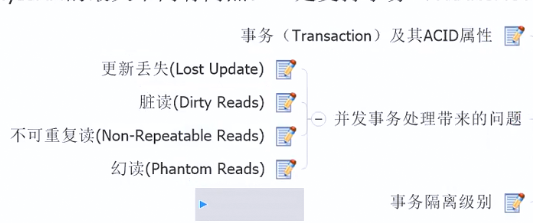 事务（Transaction）及其ACID属性
更新丢失(Lost Update)
脏读(Dirty Reads)
并发事务处理带来的问题
不可重复读(Non-Repeatable Reads)
幻读(Phantom Reads)
事务隔离级别